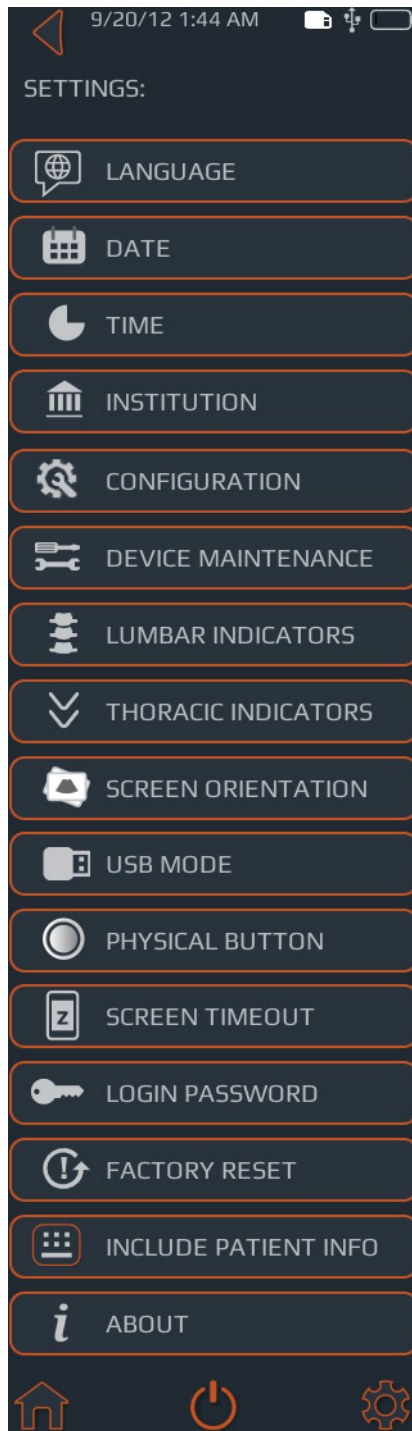 9/20/12 1:44 AM
SETTINGS:
LANGUAGE
DATE
TIME
INSTITUTION
CONFIGURATION
DEVICE MAINTENANCE
LUMBAR INDICATORS
THORACIC INDICATORS
SCREEN ORIENTATION
USB MODE
PHYSICAL BUTTON
z SCREEN TIMEOUT
LOGIN PASSWORD
FACTORY RESET
INCLUDE PATIENT INFO
i ABOUT